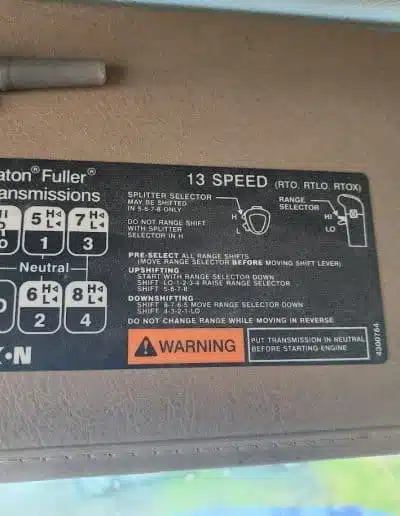 aton® Fuller®
ansmissions
13 SPEED (RTO, RTLO, RTOX)
SPLITTER SELECTOR
MAY BE SHIFTED
IN 5-6-7-8 ONLY
DO NOT RANGE SHIFT
WITH SPLITTER
SELECTOR IN H
H
L
RANGE
SELECTOR
HI
LO
HI
O
5 H
L
1
7 H
L
3
Neutral
6 H
L
2
8 H
L
4
PRE-SELECT ALL RANGE SHIFTS
(MOVE RANGE SELECTOR BEFORE MOVING SHIFT LEVER)
UPSHIFTING
START WITH RANGE SELECTOR DOWN
SHIFT LO-1-2-3-4 RAISE RANGE SELECTOR
SHIFT 5-6-7-8
DOWNSHIFTING
SHIFT 8-7-6-5 MOVE RANGE SELECTOR DOWN
SHIFT 4-3-2-1-LO
DO NOT CHANGE RANGE WHILE MOVING IN REVERSE
WARNING
PUT TRANSMISSION IN NEUTRAL
BEFORE STARTING ENGINE
4300764
T•N